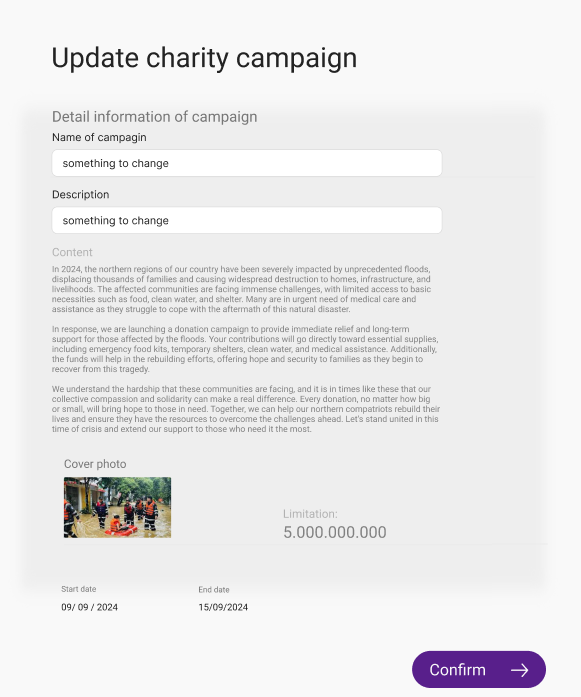 Update charity campaign
Detail information of campaign
Name of campagin
something to change
Description
something to change
Content
In 2024, the northern regions of our country have been severely impacted by unprecedented floods,
displacing thousands of families and causing widespread destruction to homes, infrastructure, and
livelihoods. The affected communities are facing immense challenges, with limited access to basic
necessities such as food, clean water, and shelter. Many are in urgent need of medical care and
assistance as they struggle to cope with the aftermath of this natural disaster.
In response, we are launching a donation campaign to provide immediate relief and long-term
support for those affected by the floods. Your contributions will go directly toward essential supplies,
including emergency food kits, temporary shelters, clean water, and medical assistance. Additionally,
the funds will help in the rebuilding efforts, offering hope and security to families as they begin to
recover from this tragedy.
We understand the hardship that these communities are facing, and it is in times like these that our
collective compassion and solidarity can make a real difference. Every donation, no matter how big
or small, will bring hope to those in need. Together, we can help our northern compatriots rebuild their
lives and ensure they have the resources to overcome the challenges ahead. Let's stand united in this
time of crisis and extend our support to those who need it the most.
Cover photo
Limitation:
5.000.000.000
Start date
End date
09/ 09 / 2024
15/09/2024
Confirm